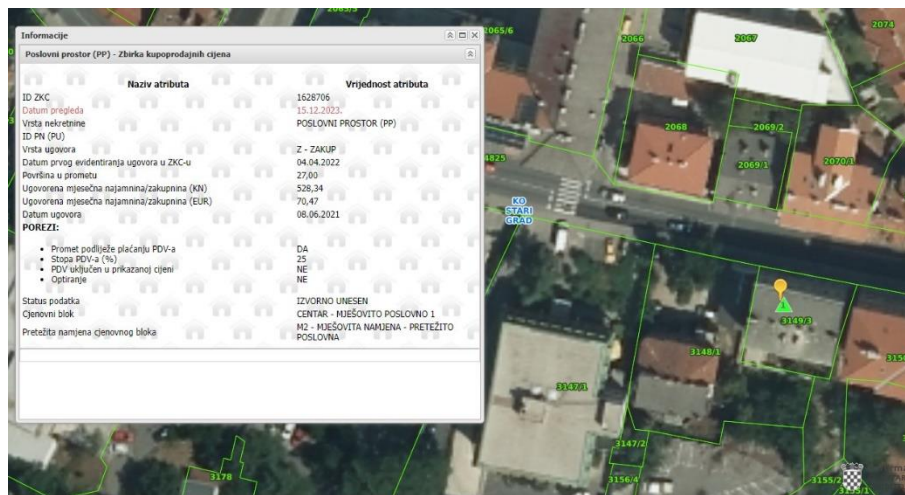 Informacije
Poslovni prostor (PP) - Zbirka kupoprodajnih cijena
Naziv atributa Vrijednost atributa
ID ZKC 1628706
Datum pregleda 15.12.2023.
Vrsta nekretnine POSLOVNI PROSTOR (PP)
ID PN (PU)
Vrsta ugovora Z - ZAKUP
Datum prvog evidentiranja ugovora u ZKC-u 04.04.2022
Površina u prometu 27,00
Ugovorena mjesečna najamnina/zakupnina (KN) 528,34
Ugovorena mjesečna najamnina/zakupnina (EUR) 70,47
Datum ugovora 08.06.2021
POREZI:
• Promet podliježe plaćanju PDV-a DA
• Stopa PDV-a (%) 25
• PDV uključen u prikazanoj cijeni NE
• Optiranje NE
Status podatka IZVORNO UNESEN
Cjenovni blok CENTAR - MJEŠOVITO POSLOVNO 1
Pretežita namjena cjenovnog bloka M2 - MJEŠOVITA NAMJENA - PRETEŽITO
POSLOVNA
2065/5
2065/6
2066
2067
2074
2068
2069/2
2069/1
2070/1
4825
KO
STARI
GRAD
3149/3
3148/1
3147/1
3147/2
3156/4
3178
3155/2